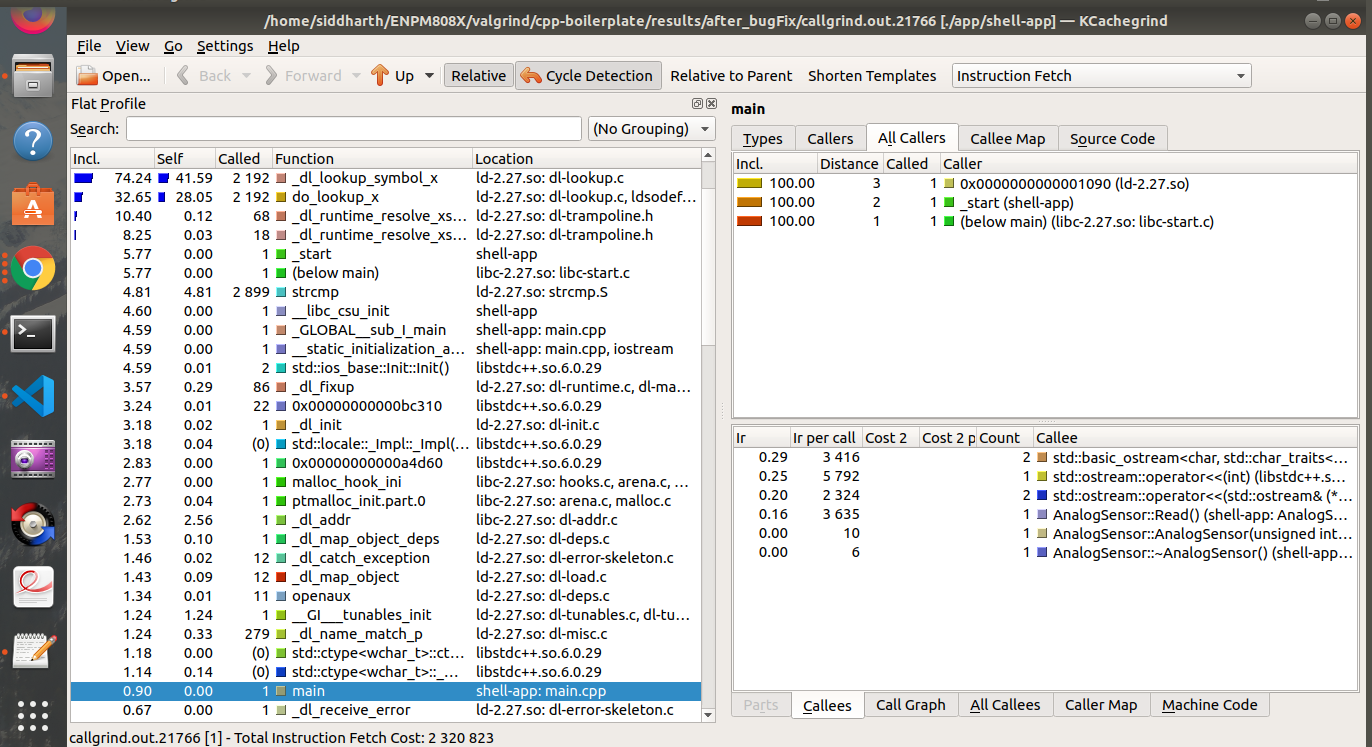 /home/siddharth/ENPM808X/valgrind/cpp-boilerplate/results/after_bugFix/callgrind.out.21766 [./app/shell-app] — KCachegrind
File View Go Settings Help
Open... Back Forward Up Relative Cycle Detection Relative to Parent Shorten Templates Instruction Fetch
Flat Profile
Search: (No Grouping)
Incl. Self Called Function Location
74.24 41.59 2 192 _dl_lookup_symbol_x ld-2.27.so: dl-lookup.c
32.65 28.05 2 192 do_lookup_x ld-2.27.so: dl-lookup.c, ldsodef...
10.40 0.12 68 _dl_runtime_resolve_xs... ld-2.27.so: dl-trampoline.h
8.25 0.03 18 _dl_runtime_resolve_xs... ld-2.27.so: dl-trampoline.h
5.77 0.00 1 _start shell-app
5.77 0.00 1 (below main) libc-2.27.so: libc-start.c
4.81 4.81 2 899 strcmp ld-2.27.so: strcmp.S
4.60 0.00 1 __libc_csu_init shell-app
4.59 0.00 1 _GLOBAL__sub_I_main shell-app: main.cpp
4.59 0.00 1 __static_initialization_a... shell-app: main.cpp, iostream
4.59 0.01 2 std::ios_base::Init::Init() libstdc++.so.6.0.29
3.57 0.29 86 _dl_fixup ld-2.27.so: dl-runtime.c, dl-ma...
3.24 0.01 22 0x00000000000bc310 libstdc++.so.6.0.29
3.18 0.02 1 _dl_init ld-2.27.so: dl-init.c
3.18 0.04 (0) std::locale::_Impl::_Impl(... libstdc++.so.6.0.29
2.83 0.00 1 0x00000000000a4d60 libstdc++.so.6.0.29
2.77 0.00 1 malloc_hook_ini libc-2.27.so: hooks.c, arena.c, ...
2.73 0.04 1 ptmalloc_init.part.0 libc-2.27.so: arena.c, malloc.c
2.62 2.56 1 _dl_addr libc-2.27.so: dl-addr.c
1.53 0.10 1 _dl_map_object_deps ld-2.27.so: dl-deps.c
1.46 0.02 12 _dl_catch_exception ld-2.27.so: dl-error-skeleton.c
1.43 0.09 12 _dl_map_object ld-2.27.so: dl-load.c
1.34 0.01 11 openaux ld-2.27.so: dl-deps.c
1.24 1.24 1 __GI___tunables_init ld-2.27.so: dl-tunables.c, dl-tu...
1.24 0.33 279 _dl_name_match_p ld-2.27.so: dl-misc.c
1.18 0.00 (0) std::ctype<wchar_t>::ct... libstdc++.so.6.0.29
1.14 0.14 (0) std::ctype<wchar_t>::_... libstdc++.so.6.0.29
0.90 0.00 1 main shell-app: main.cpp
0.67 0.00 1 _dl_receive_error ld-2.27.so: dl-error-skeleton.c
main
Types Callers All Callers Callee Map Source Code
Incl. Distance Called Caller
100.00 3 1 0x0000000000001090 (ld-2.27.so)
100.00 2 1 _start (shell-app)
100.00 1 1 (below main) (libc-2.27.so: libc-start.c)
Ir Ir per call Cost 2 Cost 2 p Count Callee
0.29 3 416 2 std::basic_ostream<char, std::char_traits<...
0.25 5 792 1 std::ostream::operator<<(int) (libstdc++.s...
0.20 2 324 2 std::ostream::operator<<(std::ostream& (*...
0.16 3 635 1 AnalogSensor::Read() (shell-app: AnalogS...
0.00 10 1 AnalogSensor::AnalogSensor(unsigned int...
0.00 6 1 AnalogSensor::~AnalogSensor() (shell-app...
Parts Callees Call Graph All Callees Caller Map Machine Code
callgrind.out.21766 [1] - Total Instruction Fetch Cost: 2 320 823